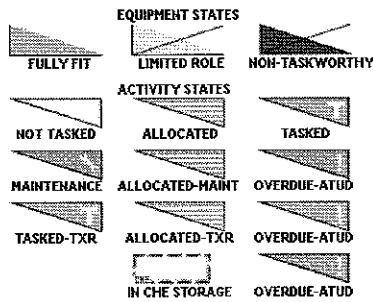 EQUIPMENT STATES
FULLY FIT LIMITED ROLE NON-TASKWORTHY
ACTIVITY STATES
NOT TASKED ALLOCATED TASKED
MAINTENANCE ALLOCATED-MAINT OVERDUE-ATUD
TASKED-TXR ALLOCATED-TXR OVERDUE-ATUD
IN CHE STORAGE OVERDUE-ATUD